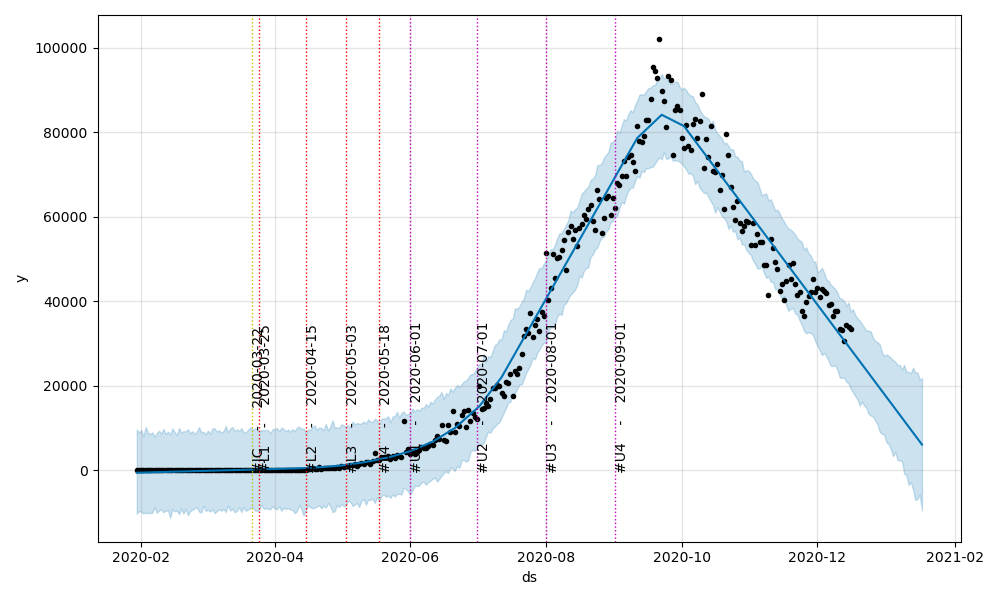 100000
80000
60000
40000
20000
0
y
#JC - 2020-03-22
#L1 - 2020-03-25
#L2 - 2020-04-15
#L3 - 2020-05-03
#L4 - 2020-05-18
2020-06-01
#U2 - 2020-07-01
#U3 - 2020-08-01
#U4 - 2020-09-01
2020-02
2020-04
2020-06
2020-08
2020-10
2020-12
2021-02
ds